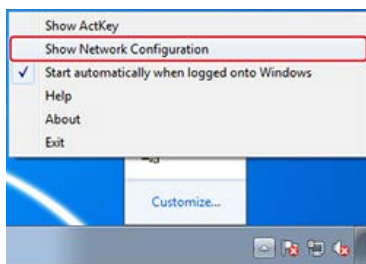 Show ActKey
Show Network Configuration
Start automatically when logged onto Windows
Help
About
Exit
Customize...